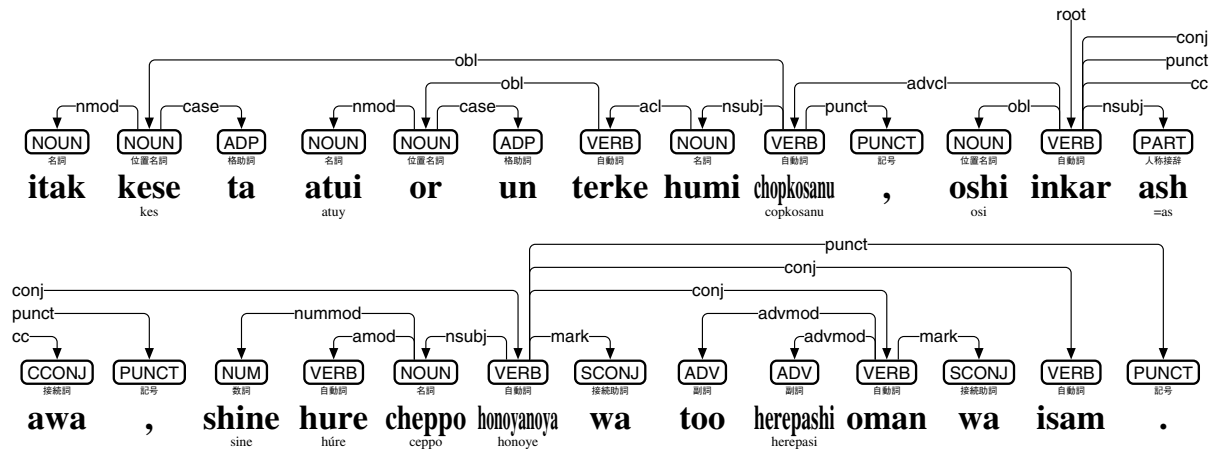 root
conj
obl punct
obl advcl cc
nmod case nmod case acl nsubj punct obl nsubj
NOUN NOUN ADP NOUN NOUN ADP VERB NOUN VERB PUNCT NOUN VERB PART
名詞 位置名詞 格助詞 名詞 位置名詞 格助詞 自動詞 名詞 自動詞 記号 位置名詞 自動詞 人称接辞
itak kese ta atui or un terke humi chopkosanu , oshi inkar ash
kes atuy copkosanu osi =as
punct
conj conj conj
punct nummod advmod
cc amod nsubj mark advmod mark
CCONJ PUNCT NUM VERB NOUN VERB SCONJ ADV ADV VERB SCONJ VERB PUNCT
接続詞 記号 数詞 自動詞 名詞 自動詞 接続助詞 副詞 副詞 自動詞 接続助詞 自動詞 記号
awa , shine hure cheppo honoyanoya wa too herepashi oman wa isam .
sine húre ceppo honoye herepasi